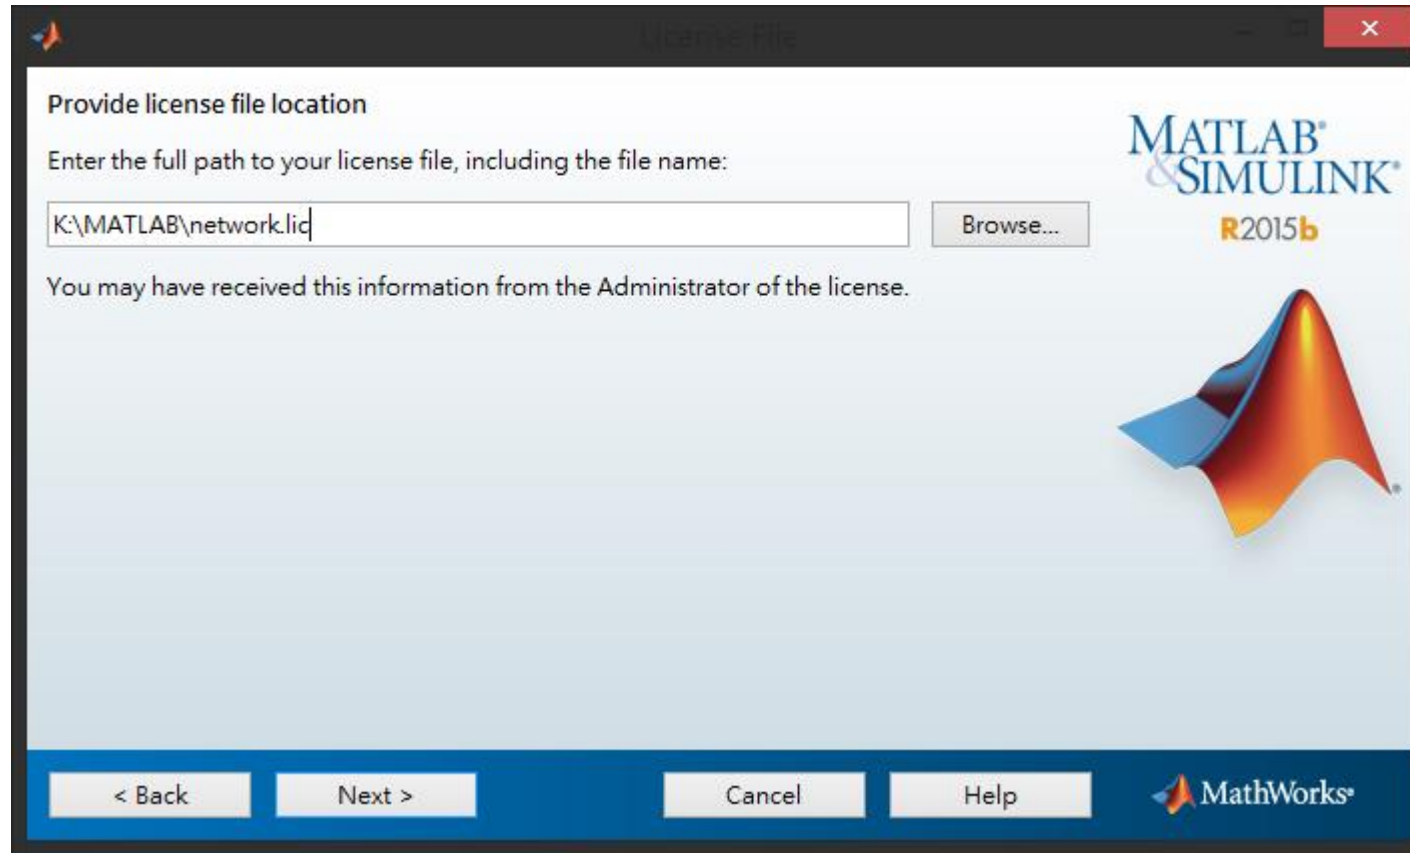 License File
Provide license file location
Enter the full path to your license file, including the file name:
K:\MATLAB\network.lic
Browse...
You may have received this information from the Administrator of the license.
MATLAB®
&SIMULINK®
R2015b
®
< Back
Next >
Cancel
Help
MathWorks®